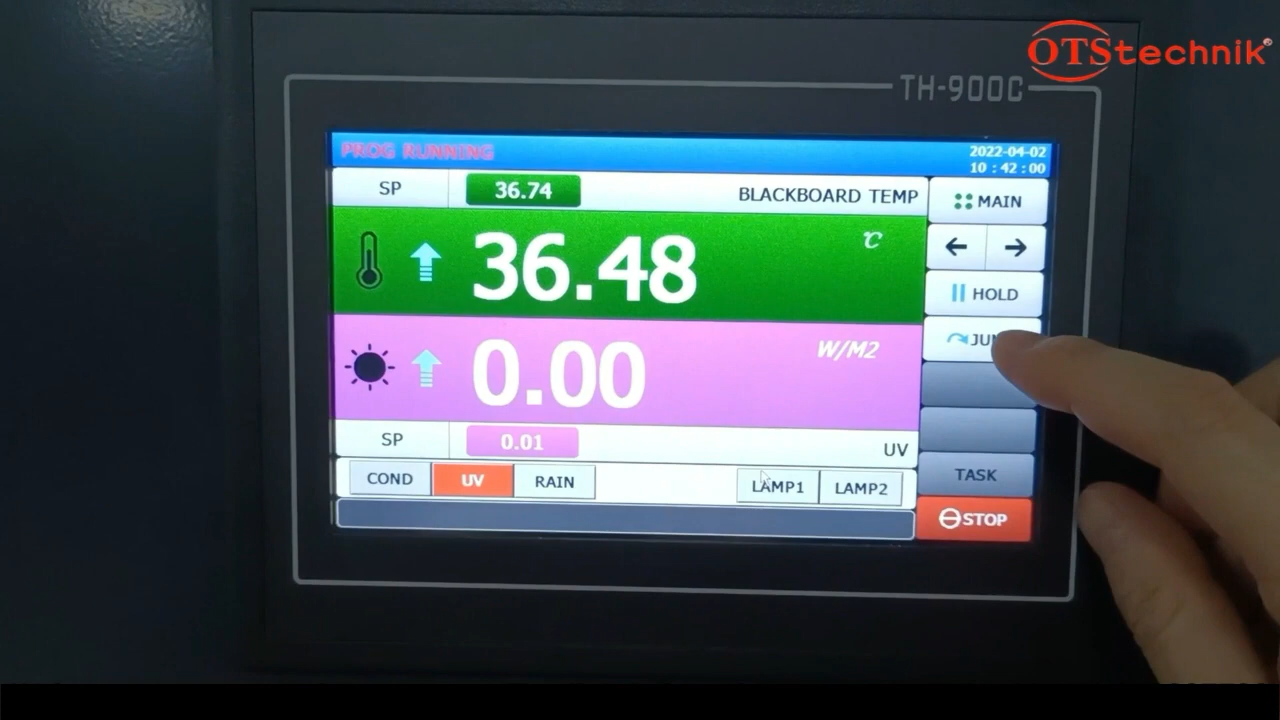 OTStechnik®
TH-900C
PROG RUNNING
2022-04-02
10 : 42 : 00
SP
36.74
BLACKBOARD TEMP
MAIN
36.48
℃
HOLD
0.00
W/M2
SP
0.01
UV
COND
UV
RAIN
LAMP1
LAMP2
TASK
STOP